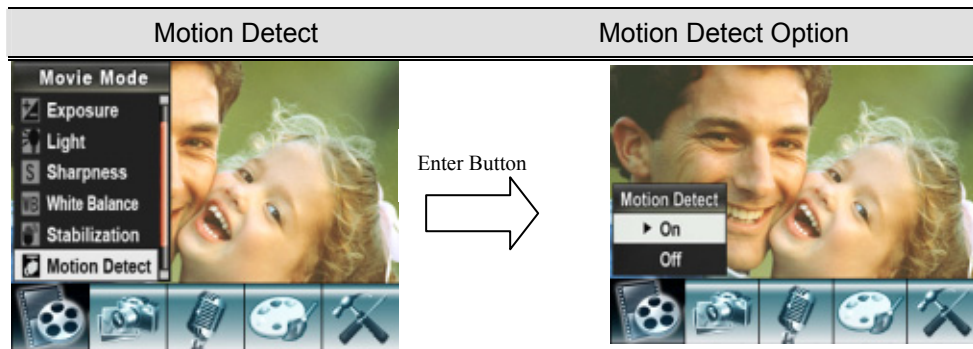 Motion Detect
Motion Detect Option
Movie Mode
Exposure
Light
S Sharpness
WB White Balance
Stabilization
Motion Detect
Enter Button
Motion Detect
On
Off